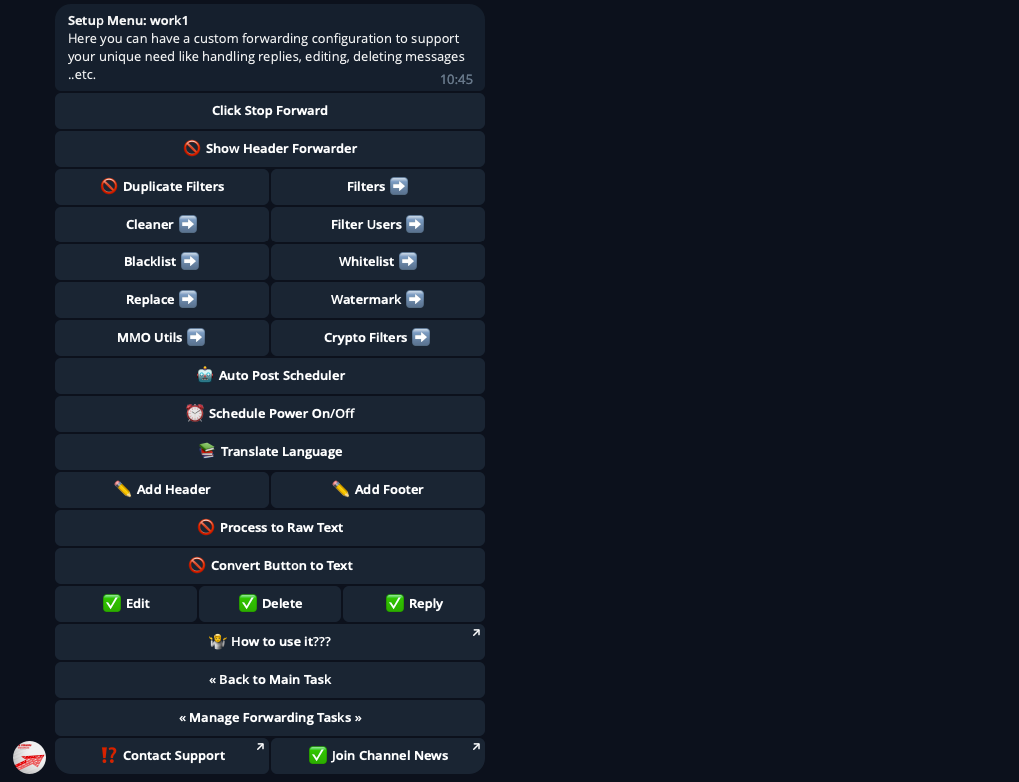 Setup Menu: work1
Here you can have a custom forwarding configuration to support
your unique need like handling replies, editing, deleting messages
..etc.
10:45
Click Stop Forward
🚫 Show Header Forwarder
🚫 Duplicate Filters
Filters ➡️
Cleaner ➡️
Filter Users ➡️
Blacklist ➡️
Whitelist ➡️
Replace ➡️
Watermark ➡️
MMO Utils ➡️
Crypto Filters ➡️
🤖 Auto Post Scheduler
⏰ Schedule Power On/Off
📚 Translate Language
✏️ Add Header
✏️ Add Footer
🚫 Process to Raw Text
🚫 Convert Button to Text
✅ Edit
✅ Delete
✅ Reply
🤷 How to use it???
« Back to Main Task
« Manage Forwarding Tasks »
⁉️ Contact Support
✅ Join Channel News